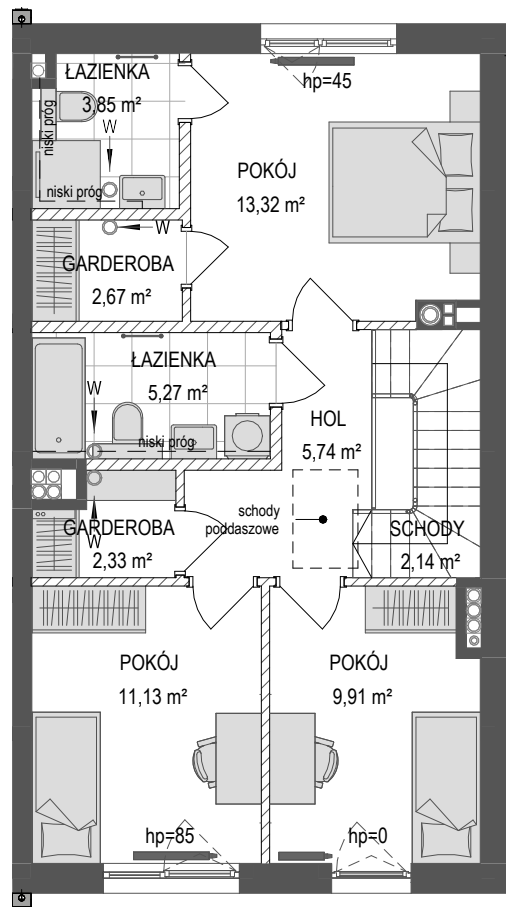 ŁAZIENKA
3,85 m²
W
niski próg
niski próg
hp=45
POKÓJ
13,32 m²
W
GARDEROBA
2,67 m²
ŁAZIENKA
5,27 m²
W
niski próg
HOL
5,74 m²
schody
poddaszowe
GARDEROBA
2,33 m²
W
SCHODY
2,14 m²
POKÓJ
11,13 m²
POKÓJ
9,91 m²
hp=85
hp=0